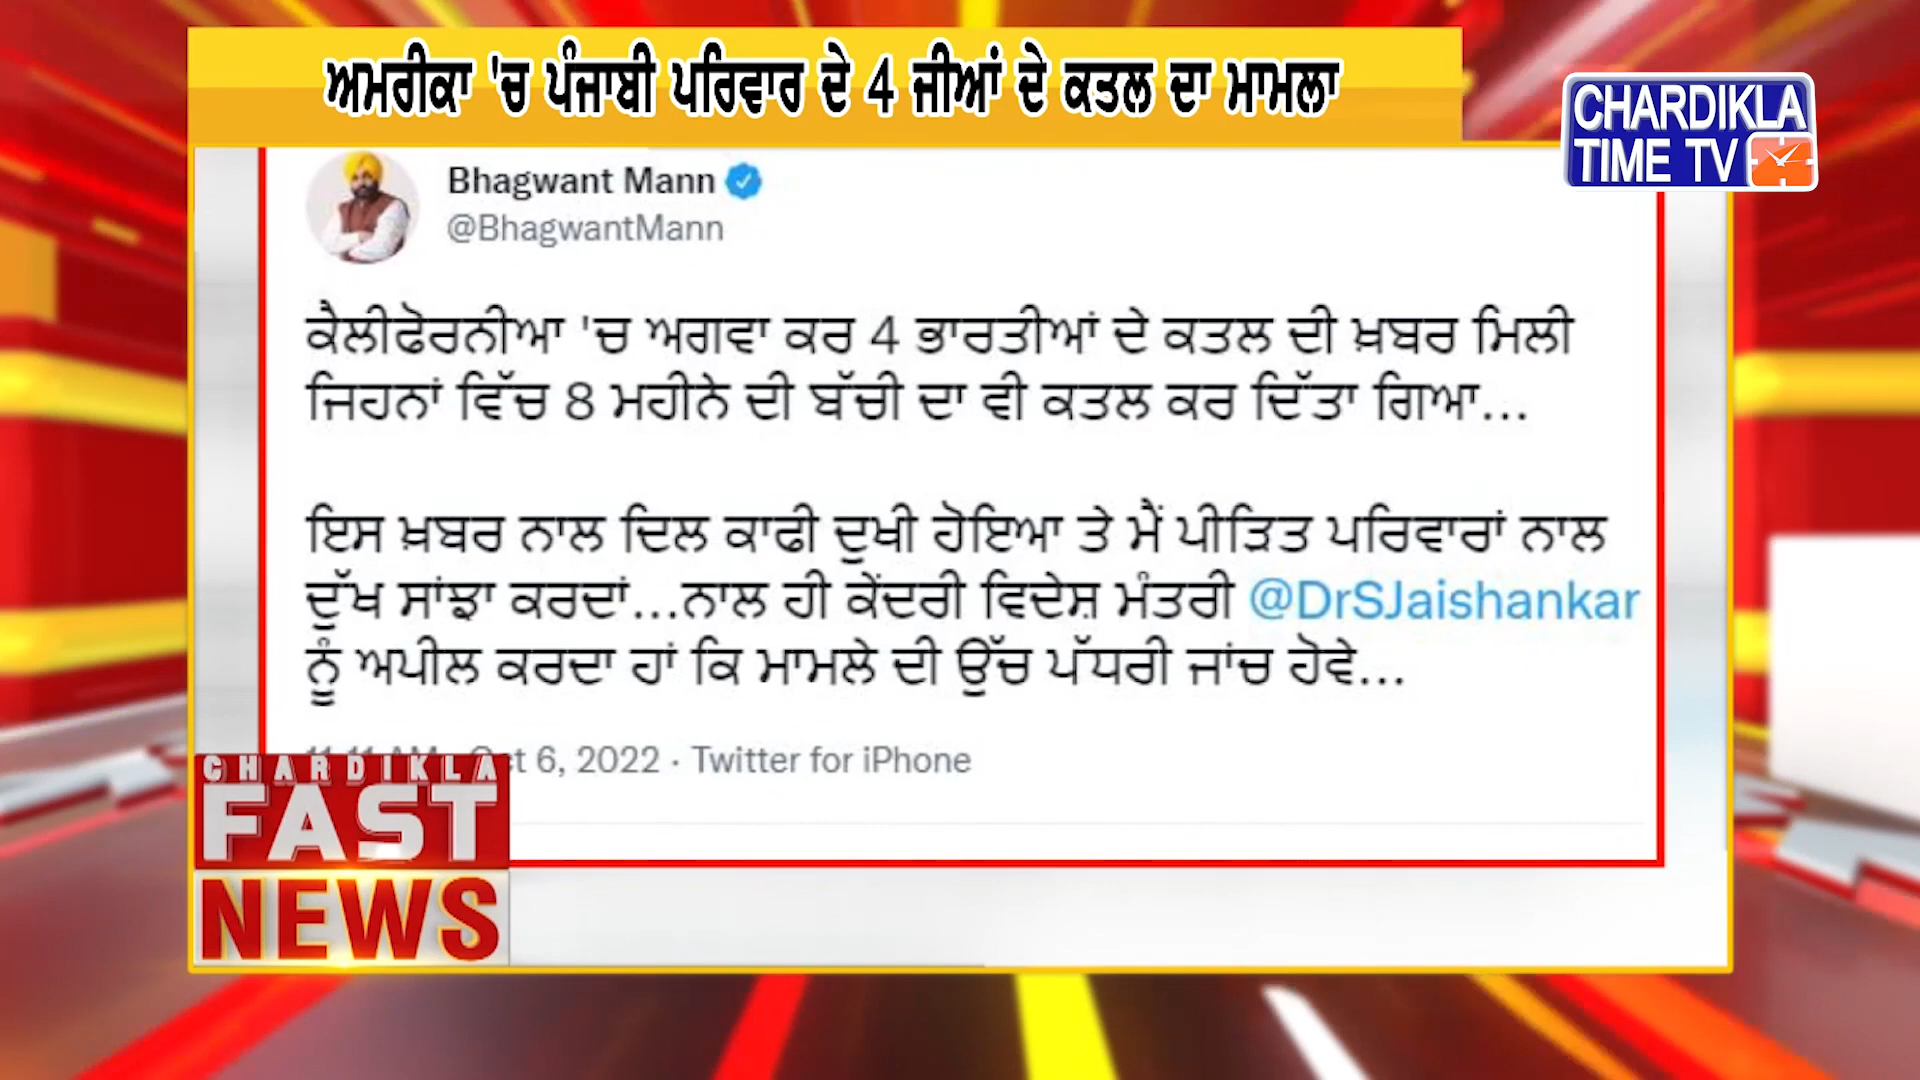 ਅਮਰੀਕਾ 'ਚ ਪੰਜਾਬੀ ਪਰਿਵਾਰ ਦੇ 4 ਜੀਆਂ ਦੇ ਕਤਲ ਦਾ ਮਾਮਲਾ
CHARDIKLA
TIME TV
Bhagwant Mann
@BhagwantMann
ਕੈਲੀਫੋਰਨੀਆ 'ਚ ਅਗਵਾ ਕਰ 4 ਭਾਰਤੀਆਂ ਦੇ ਕਤਲ ਦੀ ਖ਼ਬਰ ਮਿਲੀ
ਜਿਹਨਾਂ ਵਿੱਚ 8 ਮਹੀਨੇ ਦੀ ਬੱਚੀ ਦਾ ਵੀ ਕਤਲ ਕਰ ਦਿੱਤਾ ਗਿਆ...
ਇਸ ਖ਼ਬਰ ਨਾਲ ਦਿਲ ਕਾਫੀ ਦੁਖੀ ਹੋਇਆ ਤੇ ਮੈਂ ਪੀੜਿਤ ਪਰਿਵਾਰਾਂ ਨਾਲ
ਦੁੱਖ ਸਾਂਝਾ ਕਰਦਾਂ...ਨਾਲ ਹੀ ਕੇਂਦਰੀ ਵਿਦੇਸ਼ ਮੰਤਰੀ @DrSJaishankar
ਨੂੰ ਅਪੀਲ ਕਰਦਾ ਹਾਂ ਕਿ ਮਾਮਲੇ ਦੀ ਉੱਚ ਪੱਧਰੀ ਜਾਂਚ ਹੋਵੇ...
6, 2022 · Twitter for iPhone
CHARDIKLA
FAST
NEWS